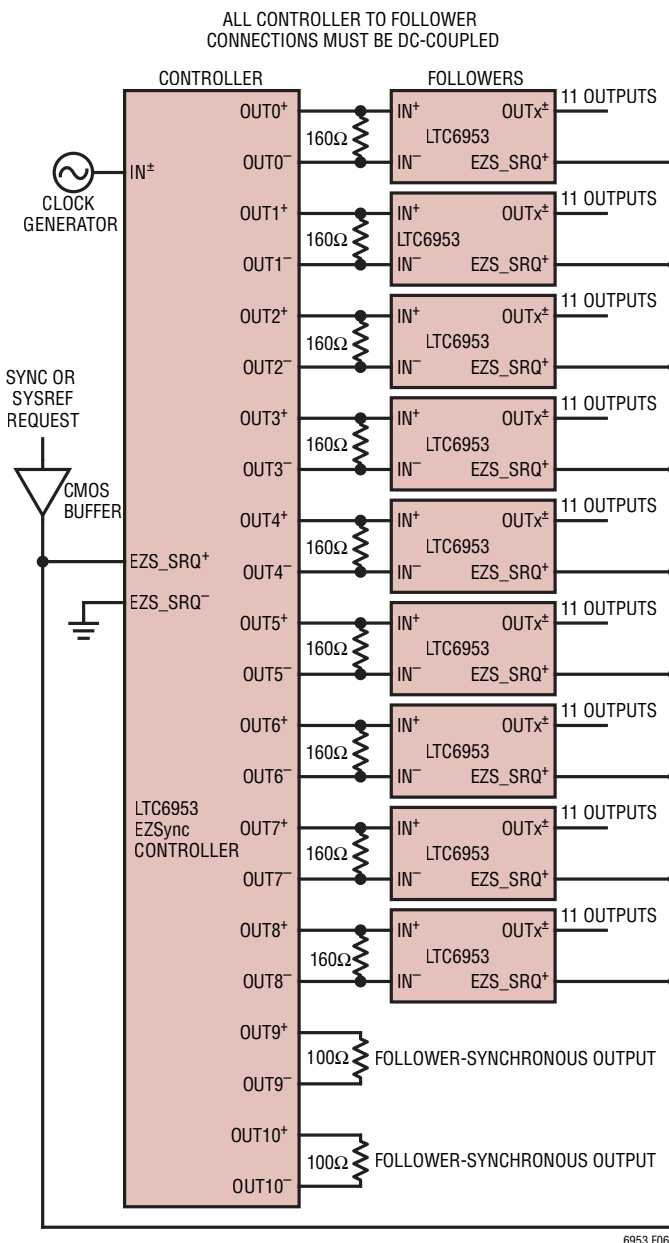 ALL CONTROLLER TO FOLLOWER
CONNECTIONS MUST BE DC-COUPLED
CONTROLLER
FOLLOWERS
IN±
CLOCK
GENERATOR
SYNC OR
SYSREF
REQUEST
CMOS
BUFFER
EZS_SRQ+
EZS_SRQ–
LTC6953
EZSync
CONTROLLER
OUT0+
160Ω
OUT0–
IN+
OUTx±
LTC6953
IN–
EZS_SRQ+
11 OUTPUTS
OUT1+
160Ω
OUT1–
IN+
OUTx±
LTC6953
IN–
EZS_SRQ+
11 OUTPUTS
OUT2+
160Ω
OUT2–
IN+
OUTx±
LTC6953
IN–
EZS_SRQ+
11 OUTPUTS
OUT3+
160Ω
OUT3–
IN+
OUTx±
LTC6953
IN–
EZS_SRQ+
11 OUTPUTS
OUT4+
160Ω
OUT4–
IN+
OUTx±
LTC6953
IN–
EZS_SRQ+
11 OUTPUTS
OUT5+
160Ω
OUT5–
IN+
OUTx±
LTC6953
IN–
EZS_SRQ+
11 OUTPUTS
OUT6+
160Ω
OUT6–
IN+
OUTx±
LTC6953
IN–
EZS_SRQ+
11 OUTPUTS
OUT7+
160Ω
OUT7–
IN+
OUTx±
LTC6953
IN–
EZS_SRQ+
11 OUTPUTS
OUT8+
160Ω
OUT8–
IN+
OUTx±
LTC6953
IN–
EZS_SRQ+
11 OUTPUTS
OUT9+
100Ω
FOLLOWER-SYNCHRONOUS OUTPUT
OUT9–
OUT10+
100Ω
FOLLOWER-SYNCHRONOUS OUTPUT
OUT10–
6953 F06